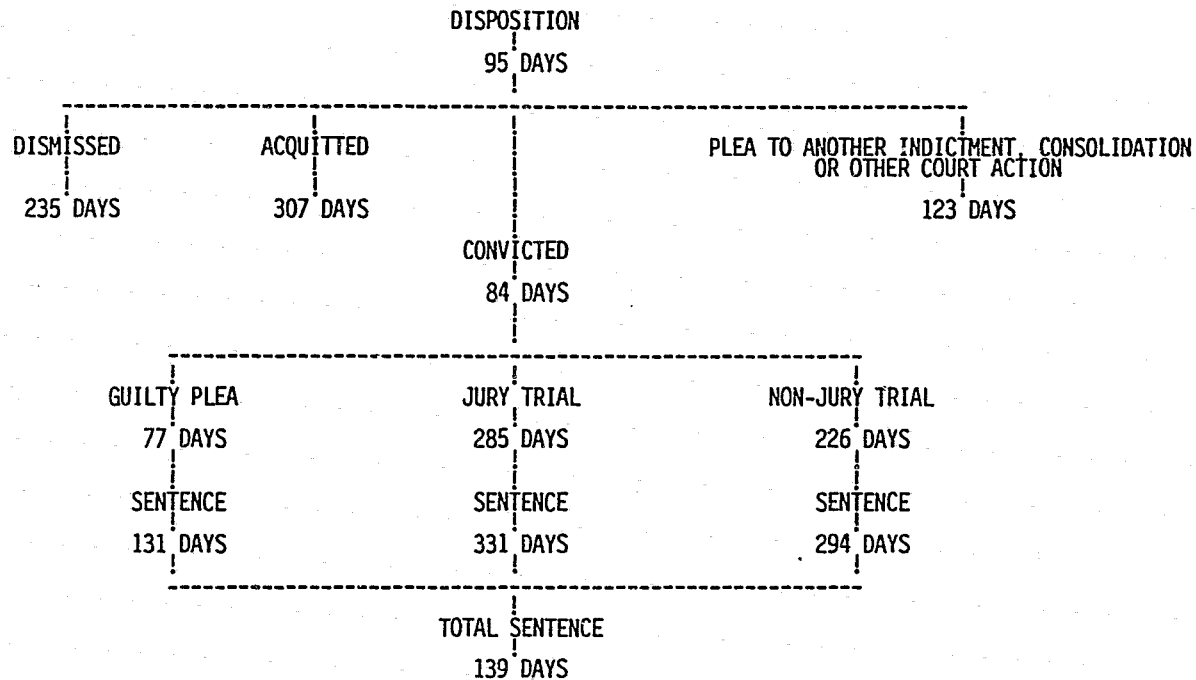 DISPOSITION
95 DAYS
DISMISSED ACQUITTED PLEA TO ANOTHER INDICTMENT, CONSOLIDATION
OR OTHER COURT ACTION
235 DAYS 307 DAYS 123 DAYS
CONVICTED
84 DAYS
GUILTY PLEA JURY TRIAL NON-JURY TRIAL
77 DAYS 285 DAYS 226 DAYS
SENTENCE SENTENCE SENTENCE
131 DAYS 331 DAYS 294 DAYS
TOTAL SENTENCE
139 DAYS